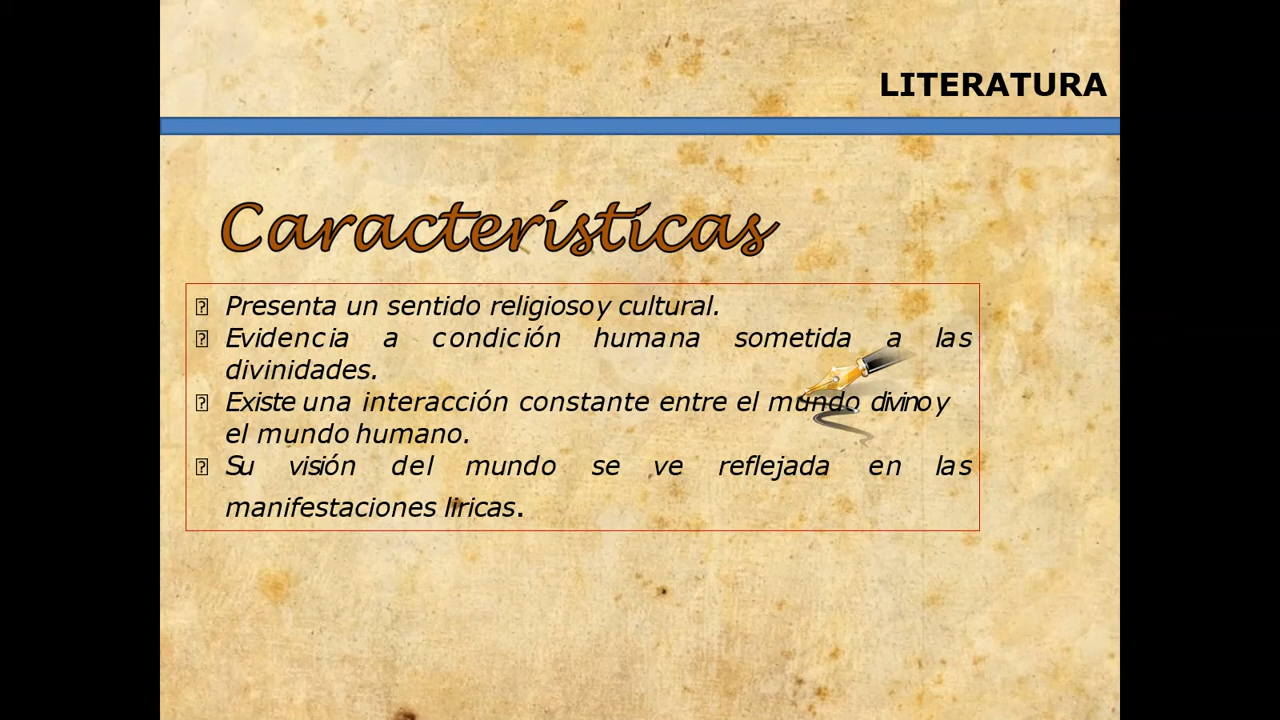 LITERATURA
Características
Presenta un sentido religioso y cultural.
Evidencia a condición humana sometida a las
divinidades.
Existe una interacción constante entre el mundo divino y
el mundo humano.
Su visión del mundo se ve reflejada en las
manifestaciones liricas.